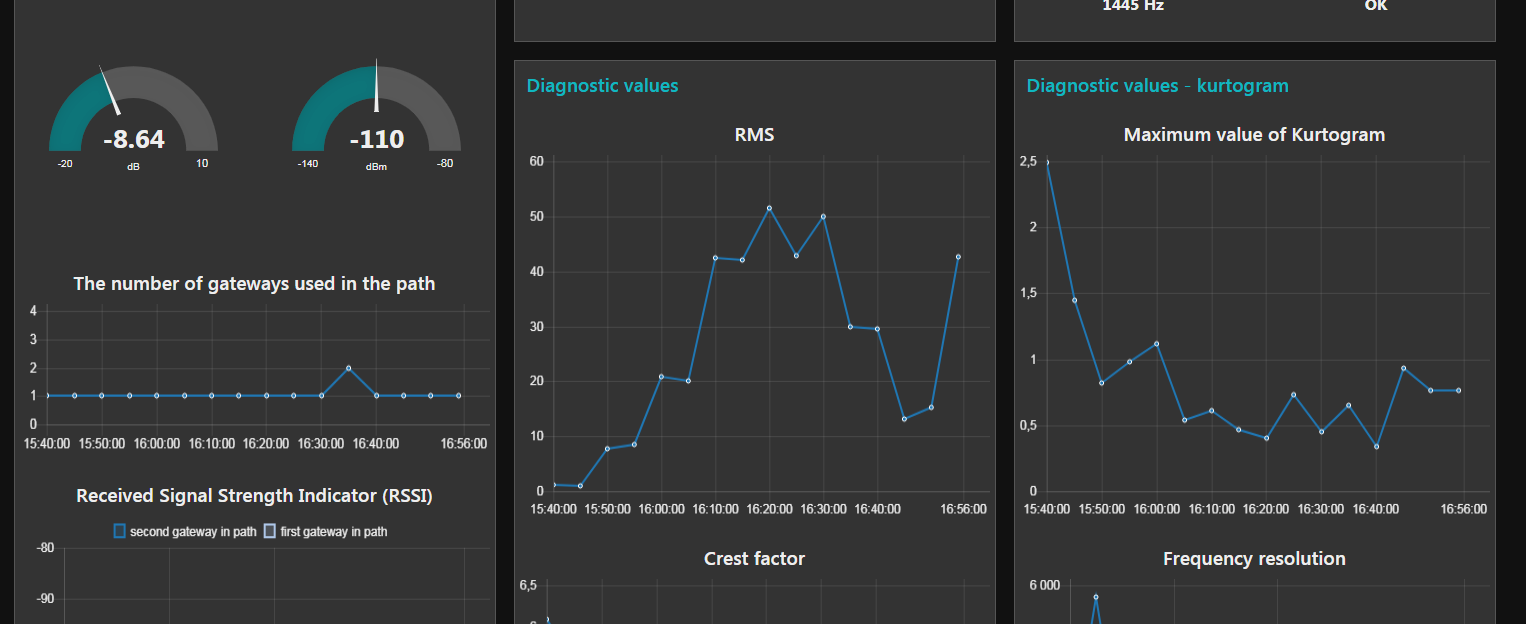 1445 Hz
OK
-8.64
-20
dB
10
-110
-140
dBm
-80
The number of gateways used in the path
4
3
2
1
0
15:40:00 15:50:00 16:00:00 16:10:00 16:20:00 16:30:00 16:40:00 16:56:00
Received Signal Strength Indicator (RSSI)
second gateway in path first gateway in path
-80
-90
Diagnostic values
RMS
60
50
40
30
20
10
0
15:40:00 15:50:00 16:00:00 16:10:00 16:20:00 16:30:00 16:40:00 16:56:00
Crest factor
6,5
Diagnostic values - kurtogram
Maximum value of Kurtogram
2,5
2
1,5
1
0,5
0
15:40:00 15:50:00 16:00:00 16:10:00 16:20:00 16:30:00 16:40:00 16:56:00
Frequency resolution
6 000